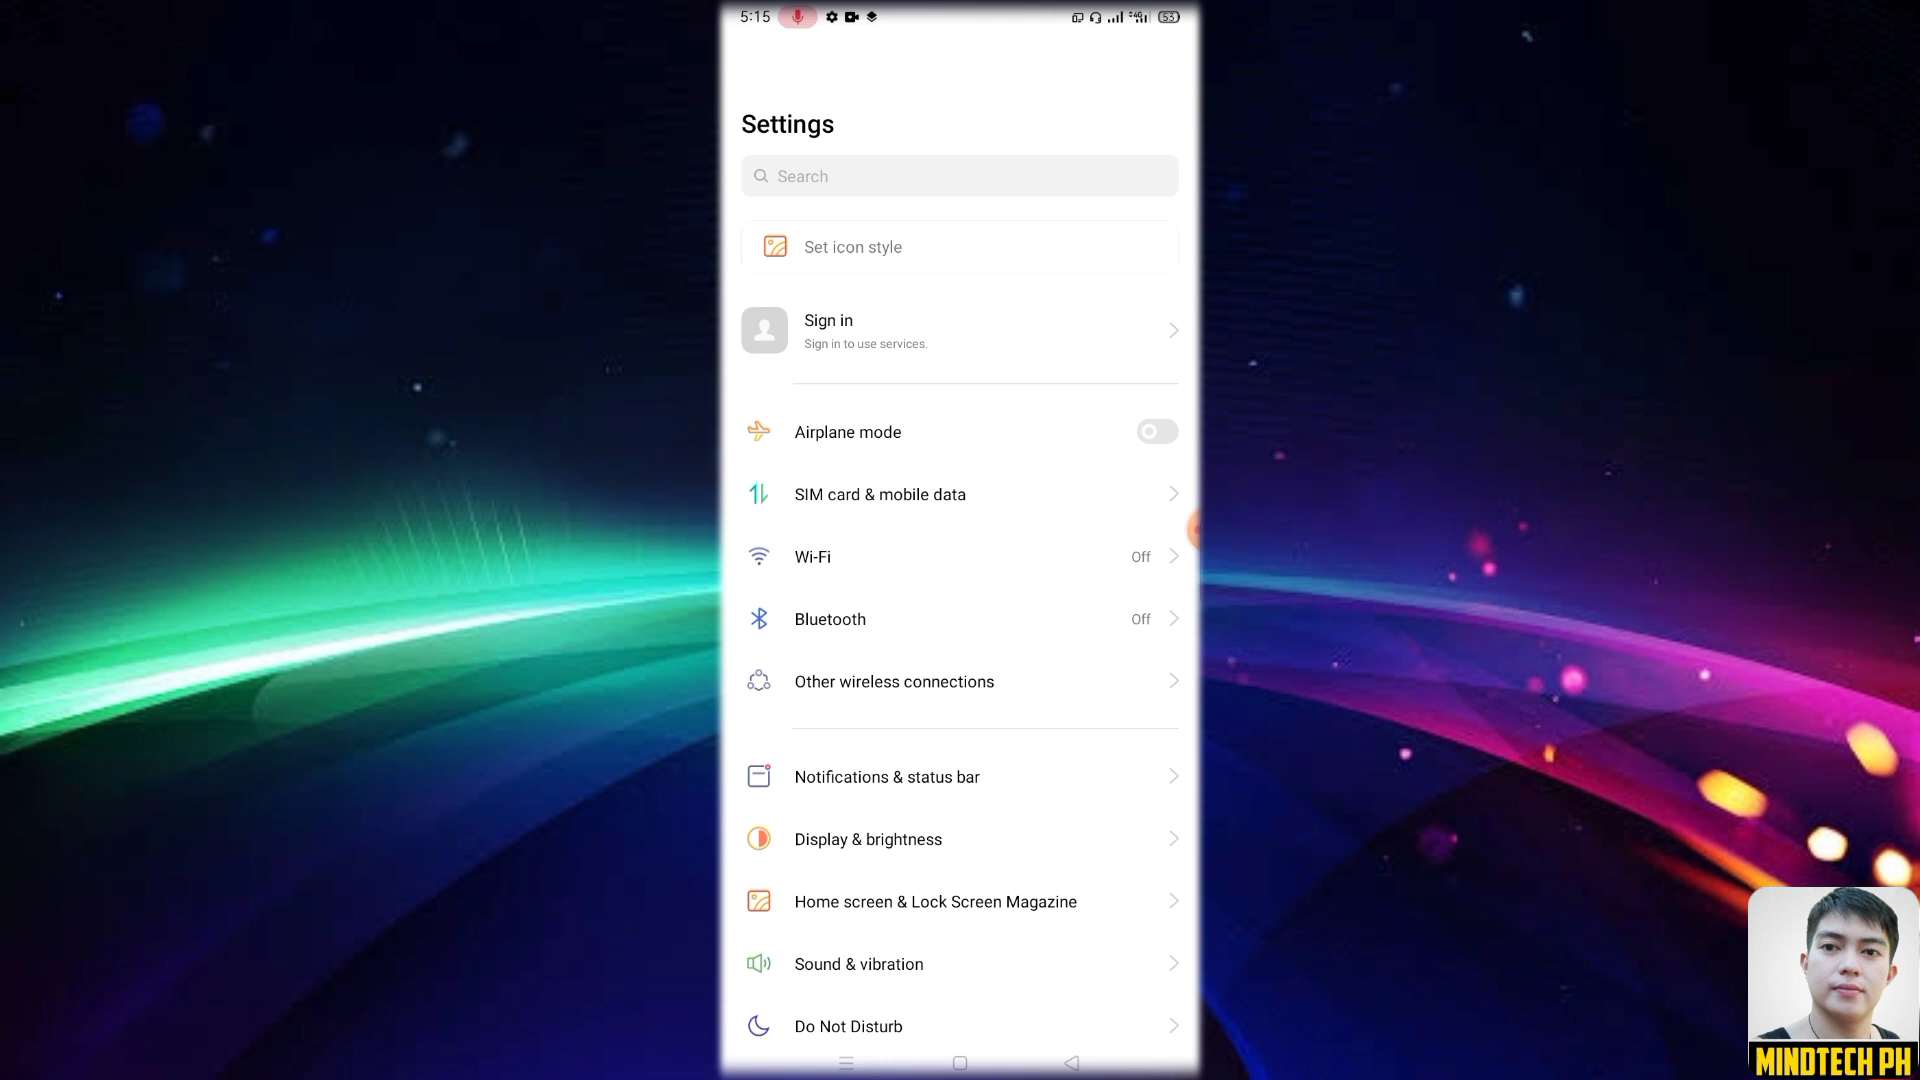 5:15
4G
53
Settings
Search
Set icon style
Sign in
Sign in to use services.
Airplane mode
SIM card & mobile data
Wi-Fi
Off
Bluetooth
Off
Other wireless connections
Notifications & status bar
Display & brightness
Home screen & Lock Screen Magazine
Sound & vibration
Do Not Disturb
MINDTECH PH